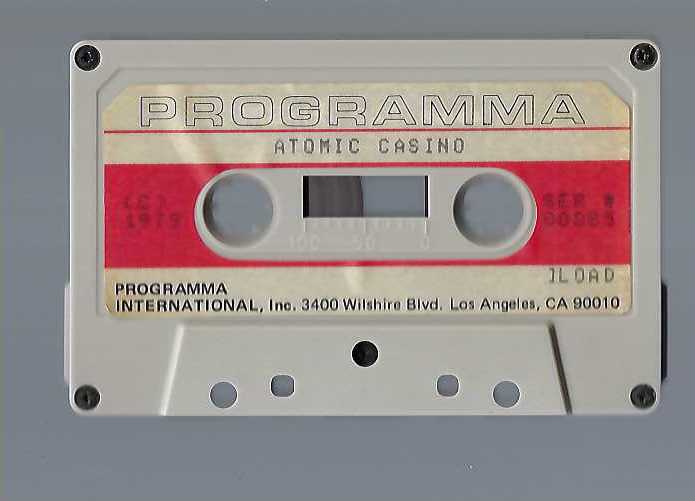 PROGRAMMA
ATOMIC CASINO
(C)
1979
SER #
00085
100 50 0
]LOAD
PROGRAMMA
INTERNATIONAL, Inc. 3400 Wilshire Blvd. Los Angeles, CA 90010